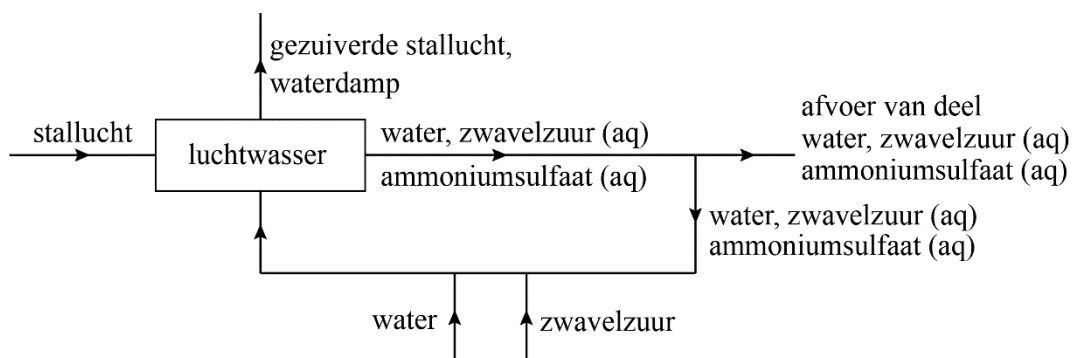 gezuiverde stallucht,
waterdamp
stallucht
luchtwasser
water, zwavelzuur (aq)
ammoniumsulfaat (aq)
afvoer van deel
water, zwavelzuur (aq)
ammoniumsulfaat (aq)
water, zwavelzuur (aq)
ammoniumsulfaat (aq)
water
zwavelzuur